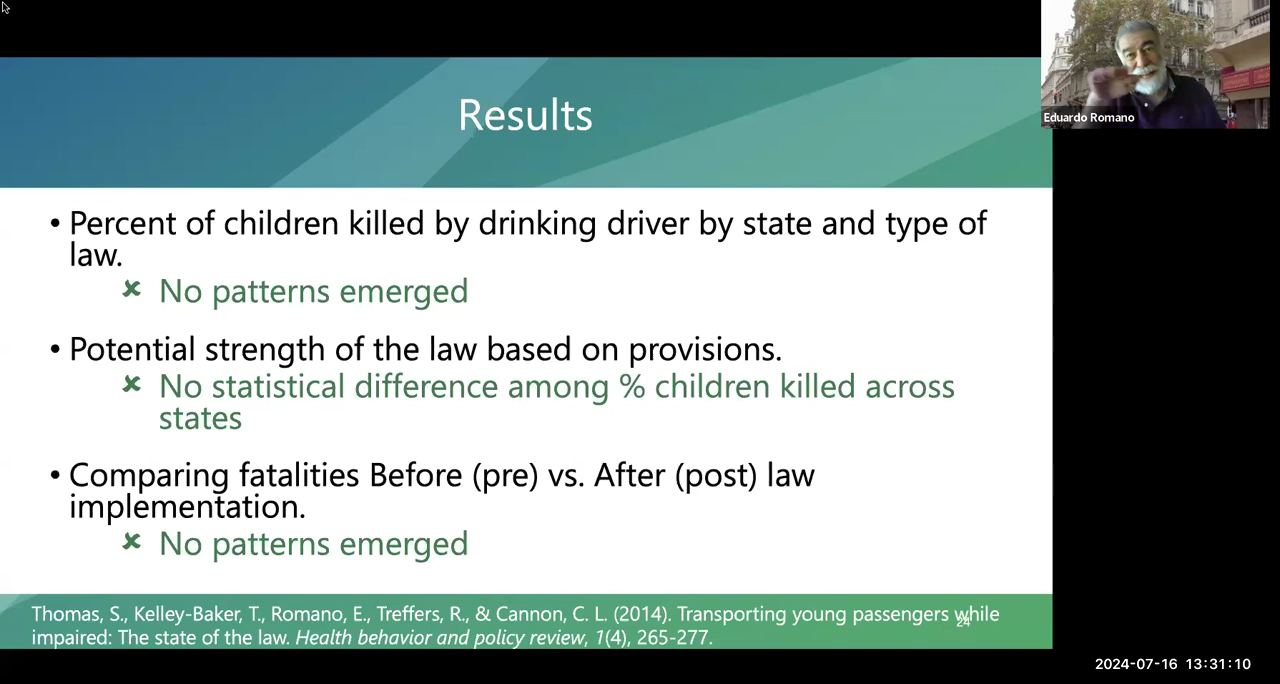 Results
Eduardo Romano
• Percent of children killed by drinking driver by state and type of
law.
✘ No patterns emerged
• Potential strength of the law based on provisions.
✘ No statistical difference among % children killed across
states
• Comparing fatalities Before (pre) vs. After (post) law
implementation.
✘ No patterns emerged
Thomas, S., Kelley-Baker, T., Romano, E., Treffers, R., & Cannon, C. L. (2014). Transporting young passengers while
impaired: The state of the law. Health behavior and policy review, 1(4), 265-277.
24
2024-07-16 13:31:10